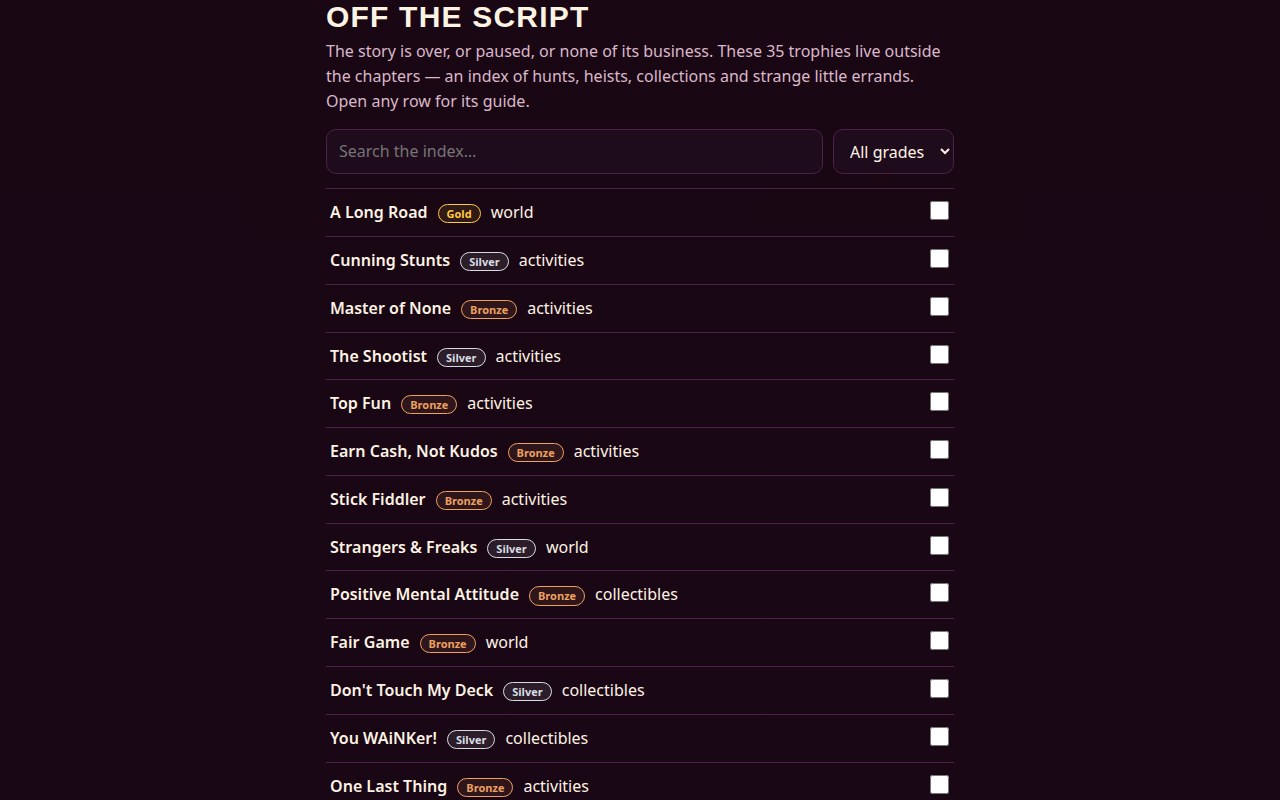 OFF THE SCRIPT
The story is over, or paused, or none of its business. These 35 trophies live outside
the chapters — an index of hunts, heists, collections and strange little errands.
Open any row for its guide.
Search the index...
All grades
A Long Road Gold world
Cunning Stunts Silver activities
Master of None Bronze activities
The Shootist Silver activities
Top Fun Bronze activities
Earn Cash, Not Kudos Bronze activities
Stick Fiddler Bronze activities
Strangers & Freaks Silver world
Positive Mental Attitude Bronze collectibles
Fair Game Bronze world
Don't Touch My Deck Silver collectibles
You WAiNKer! Silver collectibles
One Last Thing Bronze activities